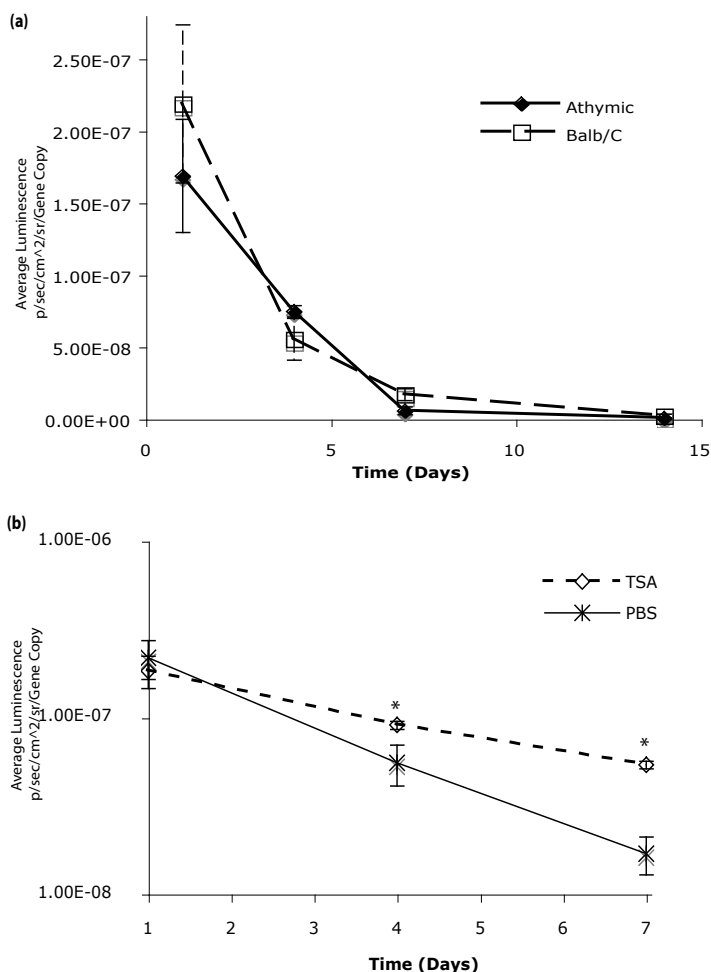 (a)
2.50E-07
2.00E-07
1.50E-07
1.00E-07
5.00E-08
0.00E+00
Average Luminescence
p/sec/cm^2/sr/Gene Copy
Athymic
Balb/C
0 5 10 15
Time (Days)
(b)
1.00E-06
1.00E-07
1.00E-08
Average Luminescence
p/sec/cm^2/sr/Gene Copy
TSA
PBS
*
*
1 2 3 4 5 6 7
Time (Days)